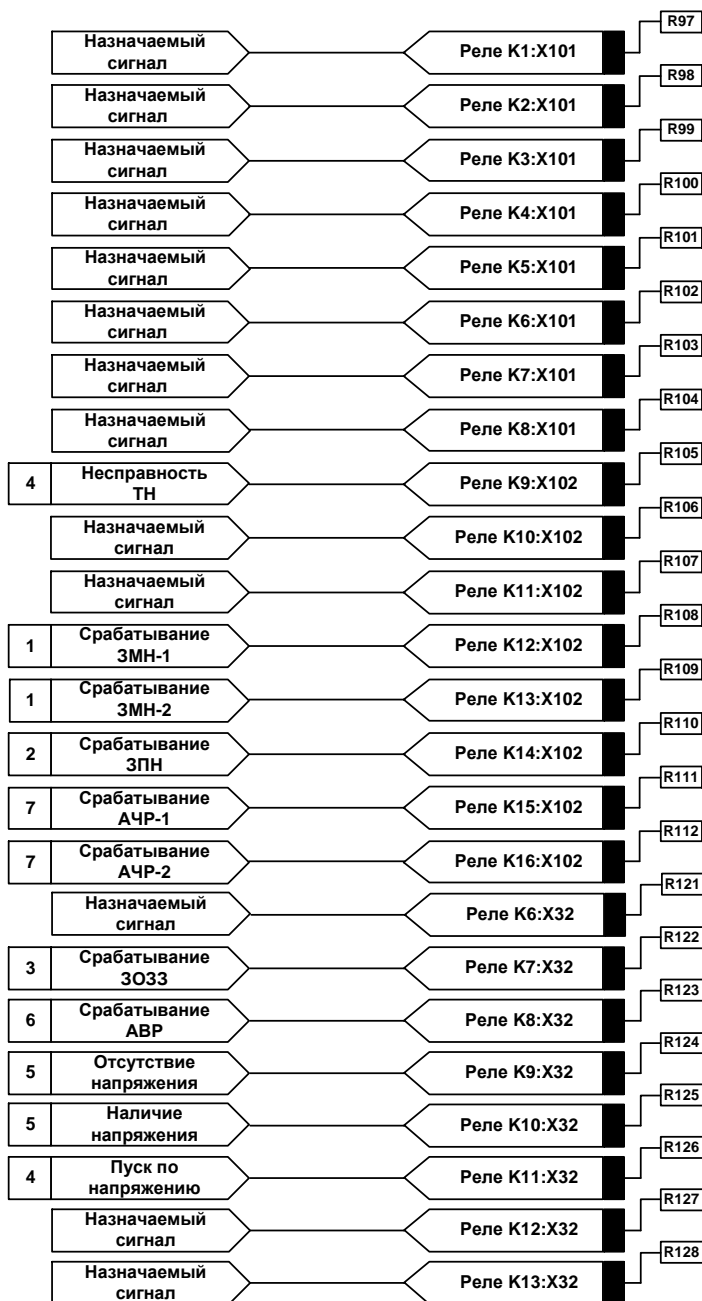 R97
Назначаемый
сигнал
Реле K1:X101
R98
Назначаемый
сигнал
Реле K2:X101
R99
Назначаемый
сигнал
Реле K3:X101
R100
Назначаемый
сигнал
Реле K4:X101
R101
Назначаемый
сигнал
Реле K5:X101
R102
Назначаемый
сигнал
Реле K6:X101
R103
Назначаемый
сигнал
Реле K7:X101
R104
Назначаемый
сигнал
Реле K8:X101
R105
4
Несправность
ТН
Реле K9:X102
R106
Назначаемый
сигнал
Реле K10:X102
R107
Назначаемый
сигнал
Реле K11:X102
R108
1
Срабатывание
ЗМН-1
Реле K12:X102
R109
1
Срабатывание
ЗМН-2
Реле K13:X102
R110
2
Срабатывание
ЗПН
Реле K14:X102
R111
7
Срабатывание
АЧР-1
Реле K15:X102
R112
7
Срабатывание
АЧР-2
Реле K16:X102
R121
Назначаемый
сигнал
Реле K6:X32
R122
3
Срабатывание
ЗОЗЗ
Реле K7:X32
R123
6
Срабатывание
АВР
Реле K8:X32
R124
5
Отсутствие
напряжения
Реле K9:X32
R125
5
Наличие
напряжения
Реле K10:X32
R126
4
Пуск по
напряжению
Реле K11:X32
R127
Назначаемый
сигнал
Реле K12:X32
R128
Назначаемый
сигнал
Реле K13:X32